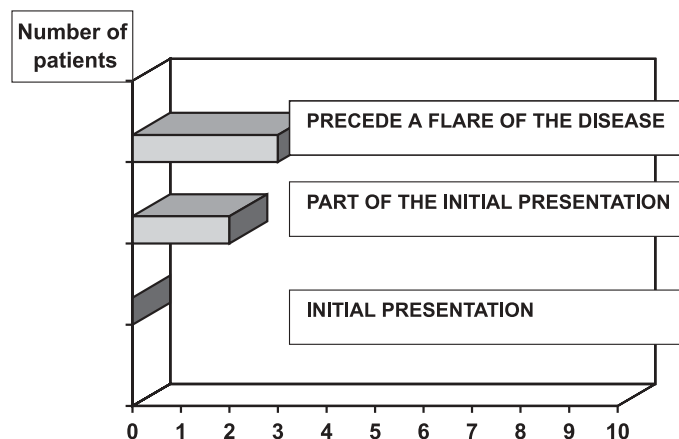 Number of
patients
PRECEDE A FLARE OF THE DISEASE
PART OF THE INITIAL PRESENTATION
INITIAL PRESENTATION
0 1 2 3 4 5 6 7 8 9 10